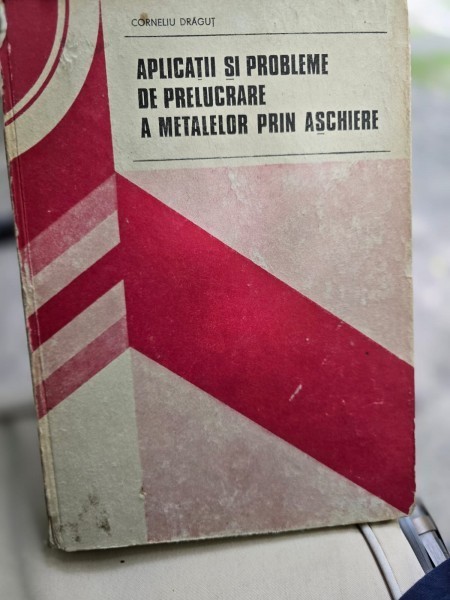 CORNELIU DRĂGUȚ
APLICAȚII ȘI PROBLEME
DE PRELUCRARE
A METALELOR PRIN AȘCHIERE